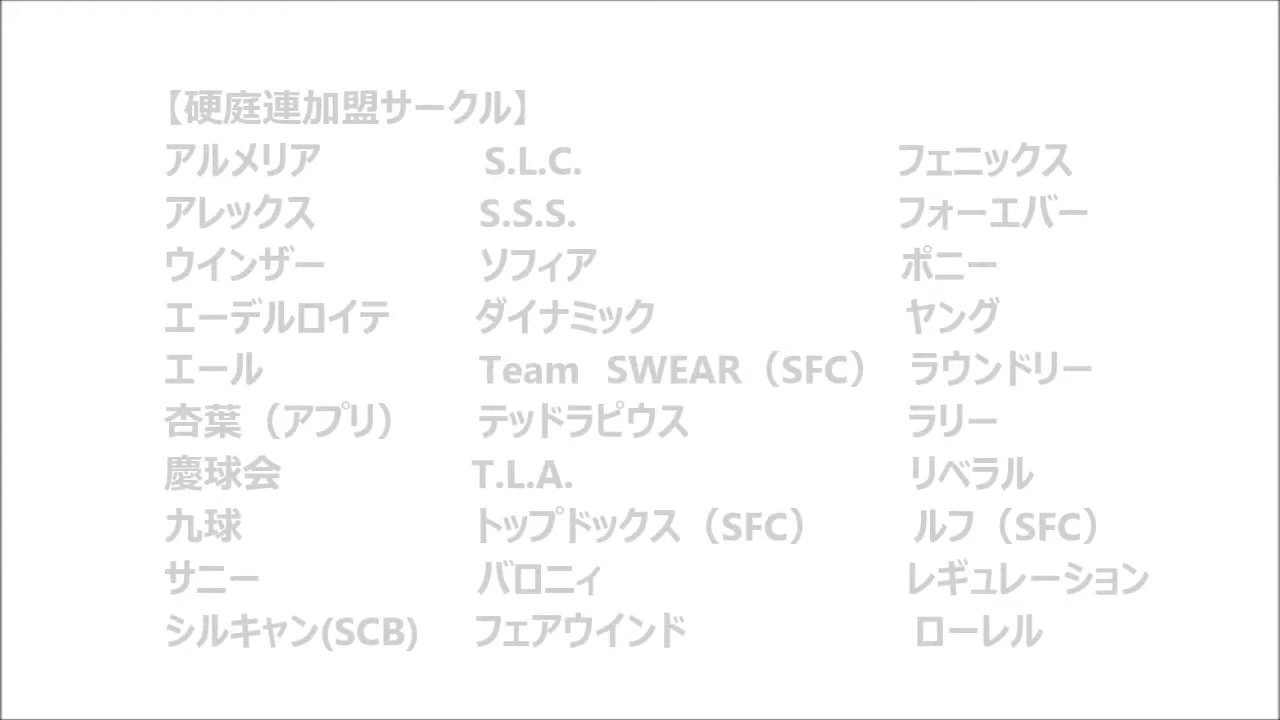 【硬庭連加盟サークル】
アルメリア S.L.C. フェニックス
アレックス S.S.S. フォーエバー
ウインザー ソフィア ポニー
エーデルロイテ ダイナミック ヤング
エール Team SWEAR（SFC） ラウンドリー
杏葉（アプリ） テッドラピウス ラリー
慶球会 T.L.A. リベラル
九球 トップドックス（SFC） ルフ（SFC）
サニー バロニィ レギュレーション
シルキャン(SCB) フェアウインド ローレル